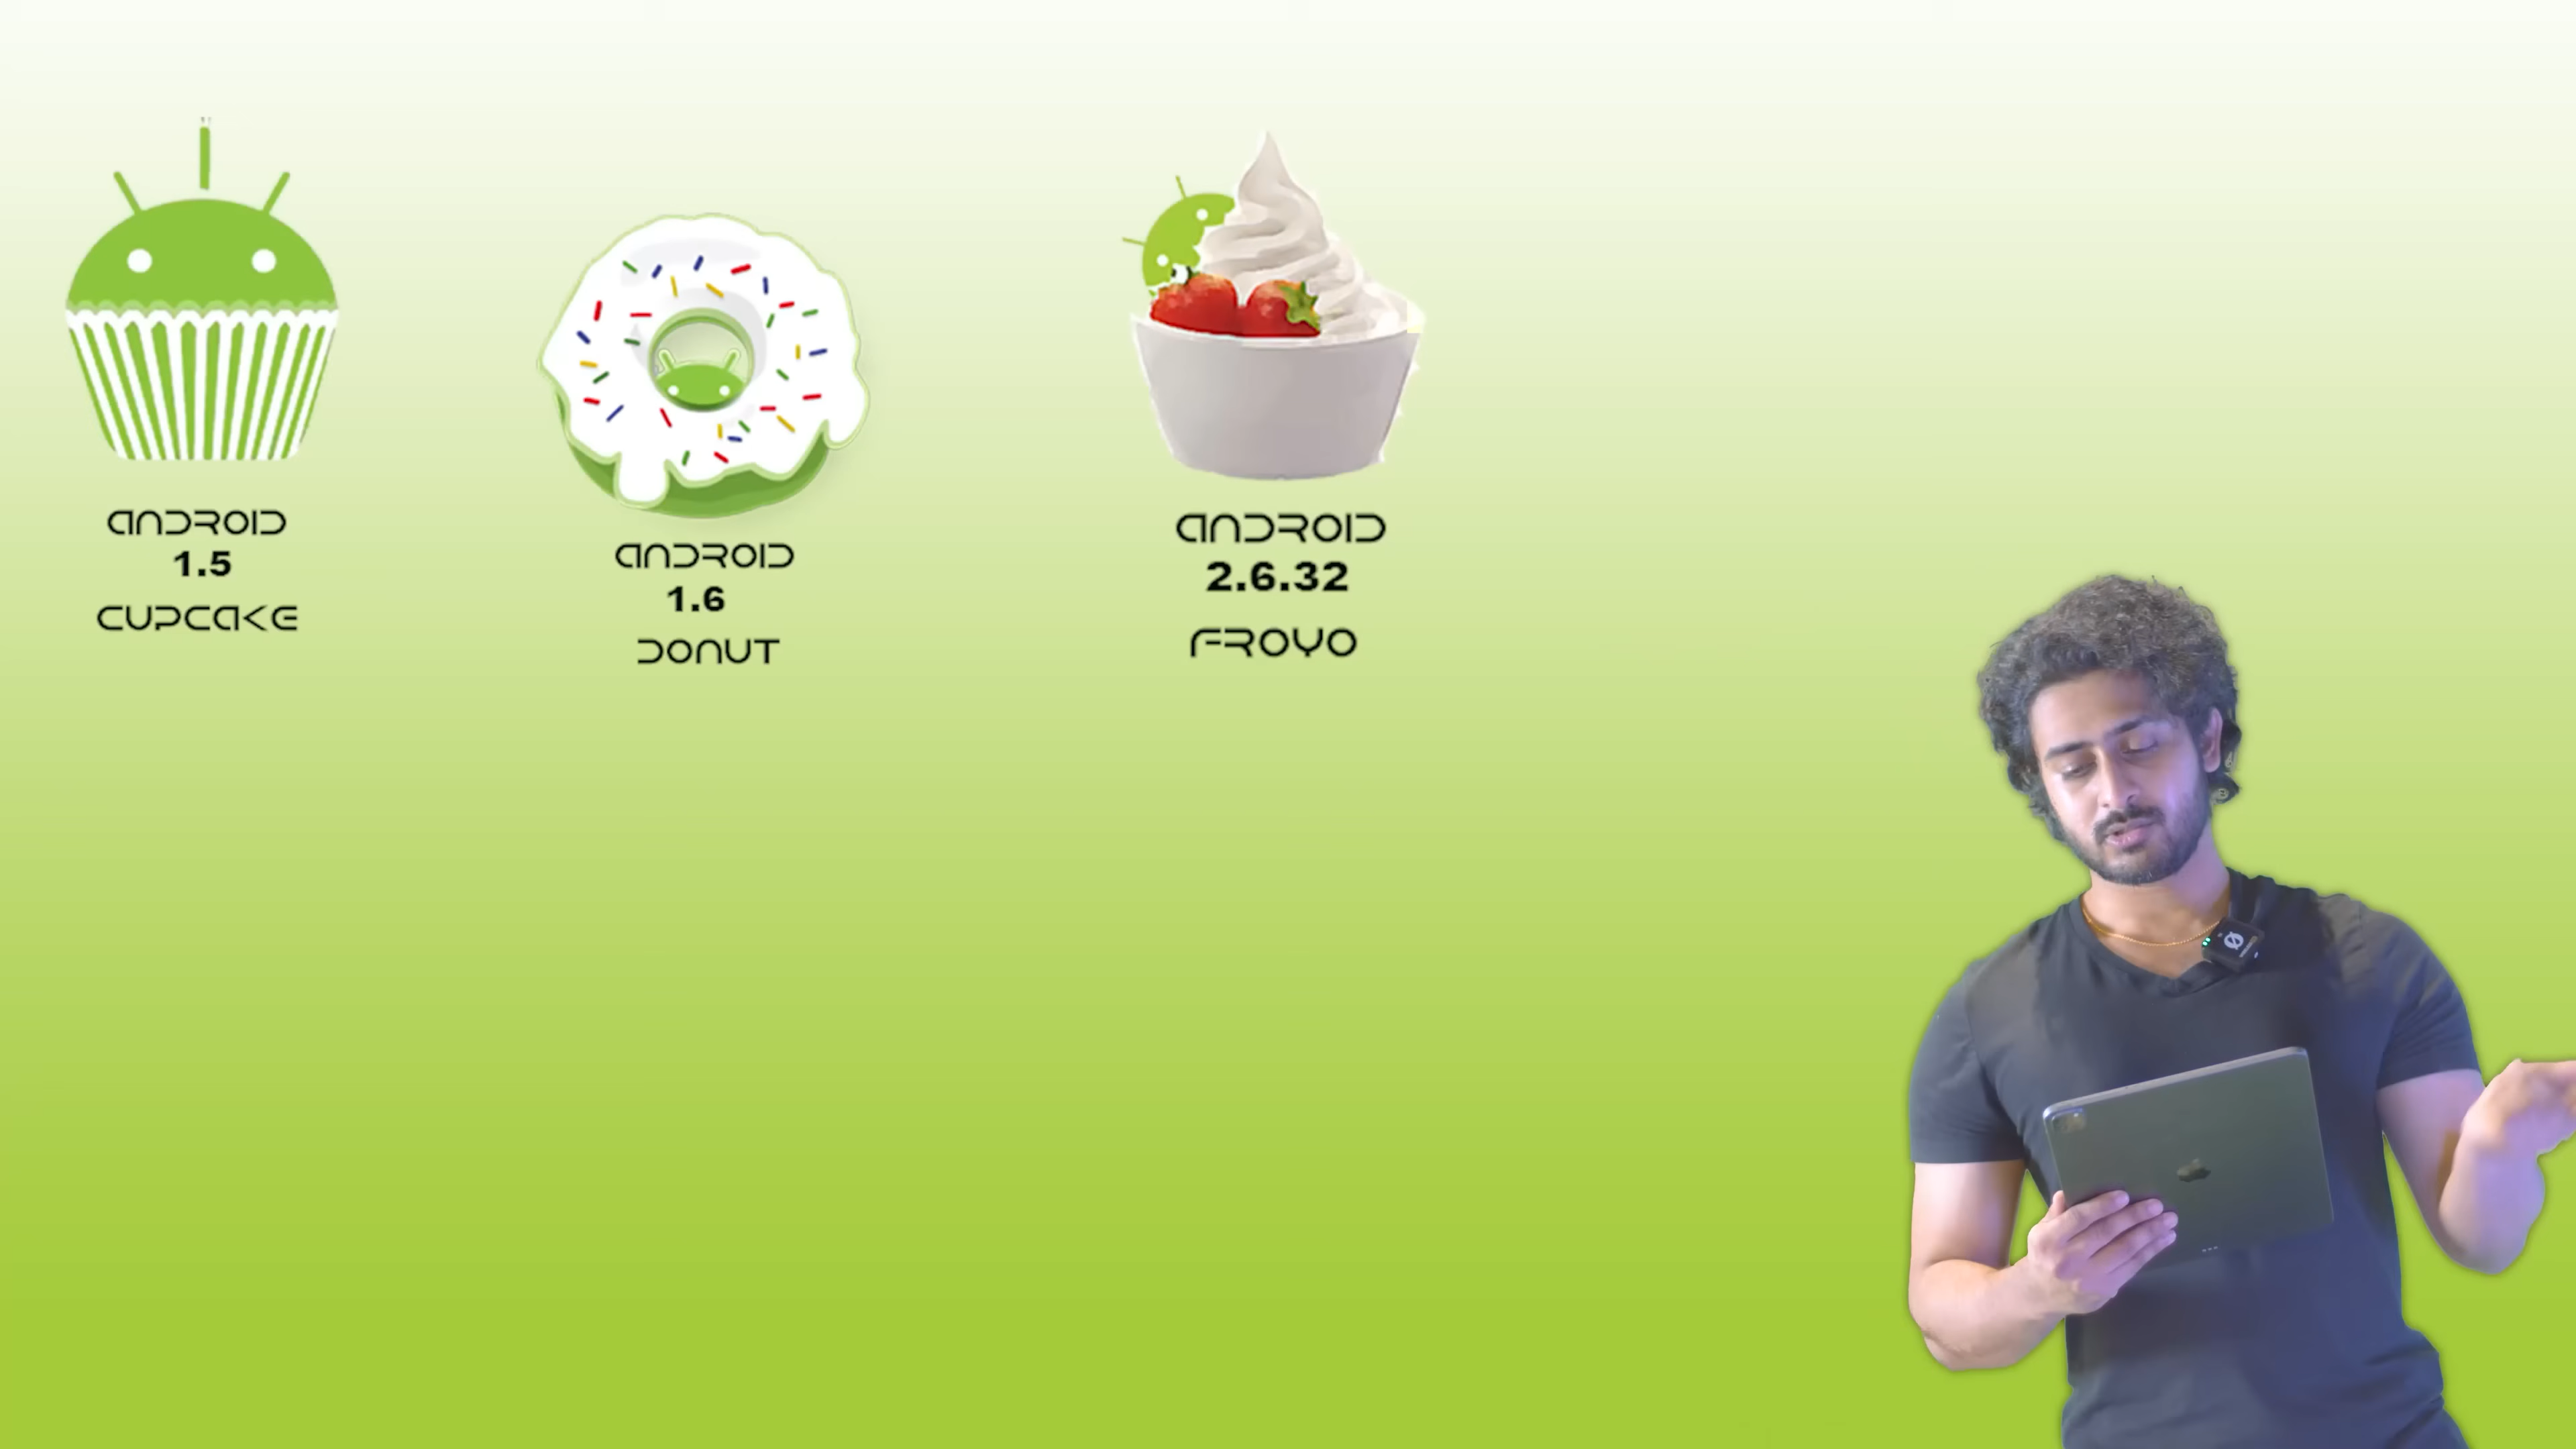 ANDROID
1.5
CUPCAKE
ANDROID
1.6
DONUT
ANDROID
2.6.32
FROYO